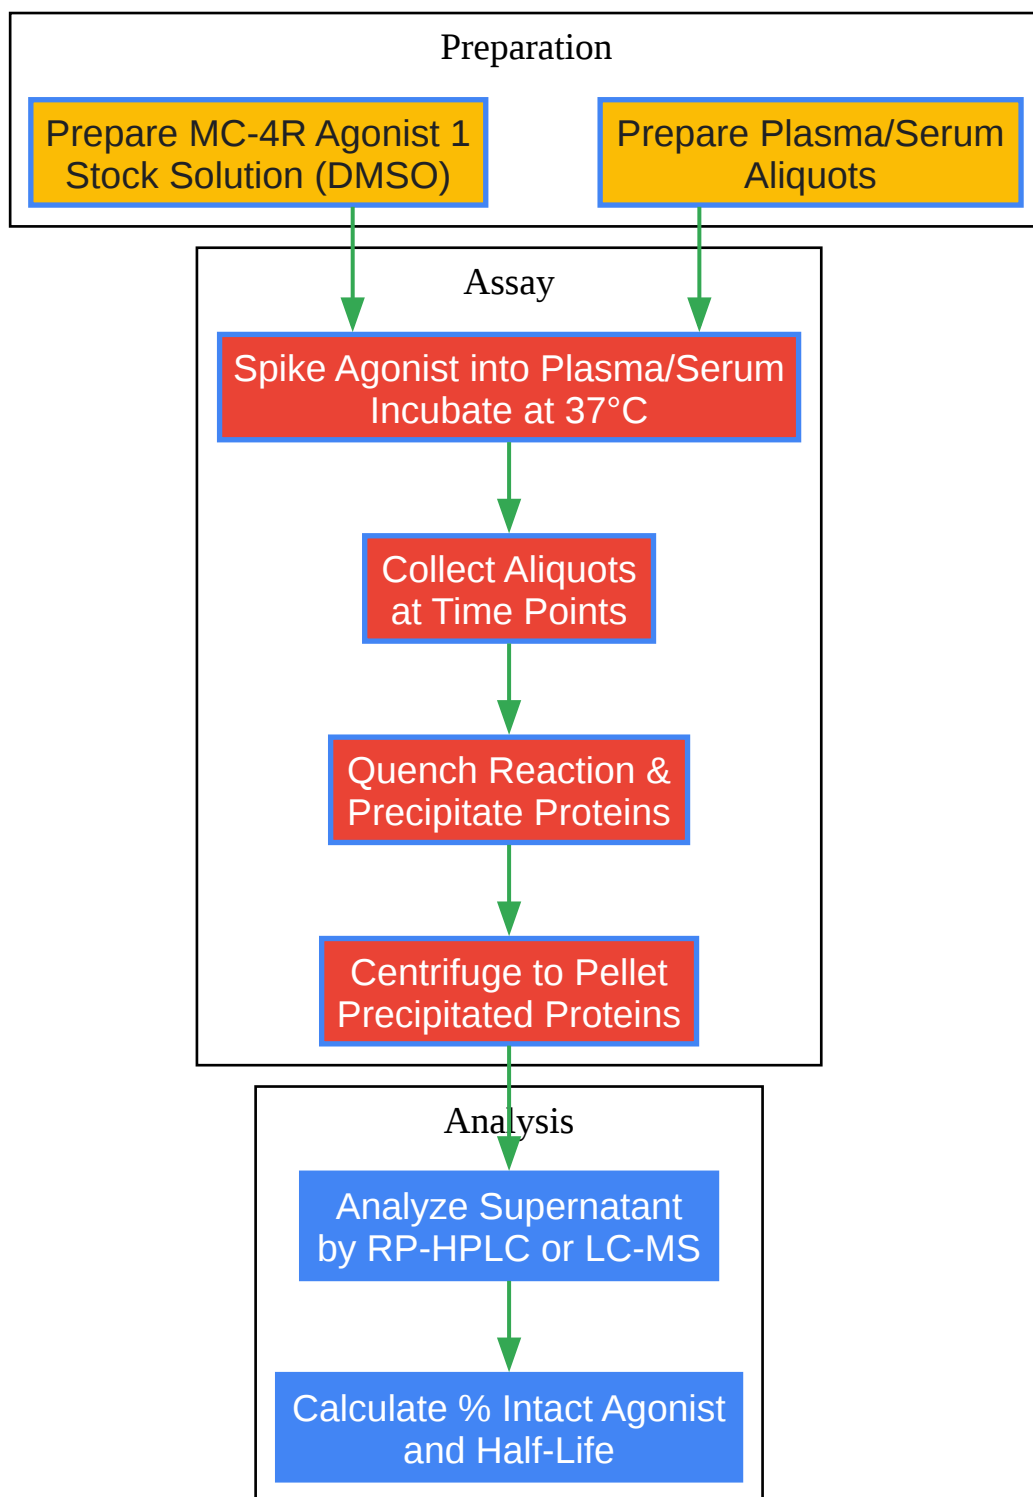 Preparation
Prepare MC-4R Agonist 1
Stock Solution (DMSO)
Prepare Plasma/Serum
Aliquots
Assay
Spike Agonist into Plasma/Serum
Incubate at 37°C
Collect Aliquots
at Time Points
Quench Reaction &
Precipitate Proteins
Centrifuge to Pellet
Precipitated Proteins
Analysis
Analyze Supernatant
by RP-HPLC or LC-MS
Calculate % Intact Agonist
and Half-Life